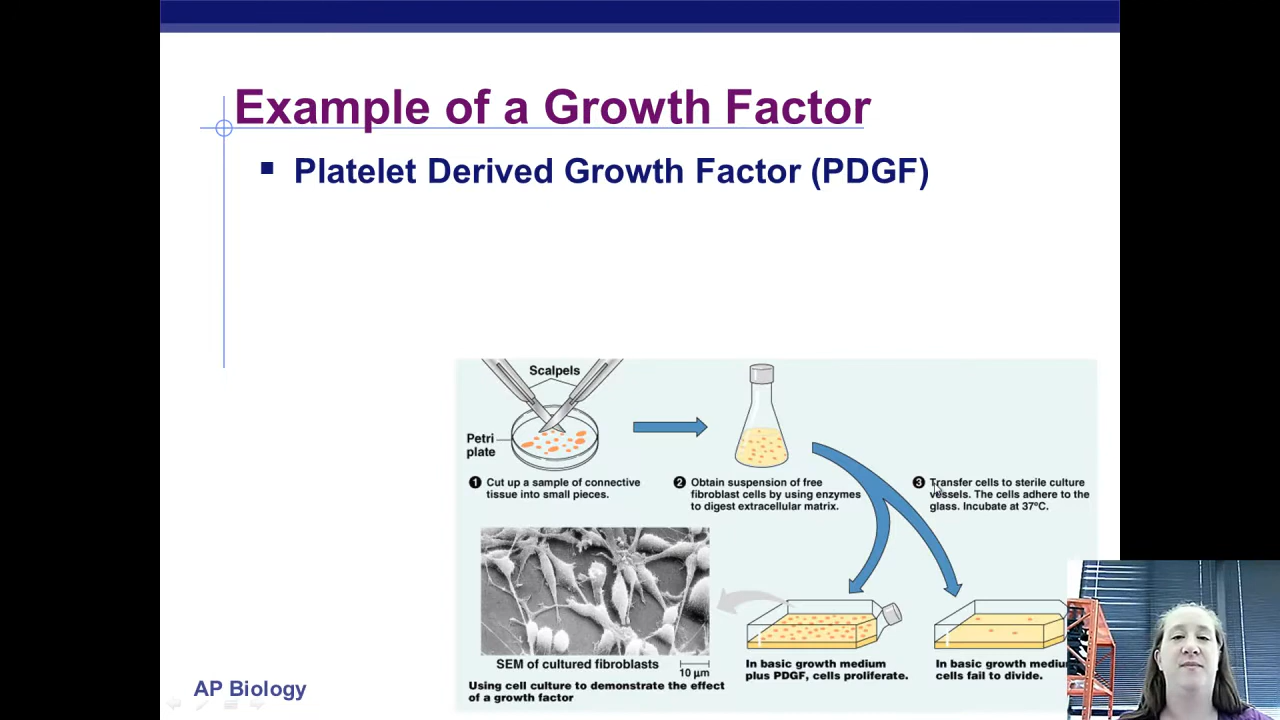 Example of a Growth Factor
Platelet Derived Growth Factor (PDGF)
Scalpels
Petri
plate
1 Cut up a sample of connective
tissue into small pieces.
2 Obtain suspension of free
fibroblast cells by using enzymes
to digest extracellular matrix.
3 Transfer cells to sterile culture
vessels. The cells adhere to the
glass. Incubate at 37ºC.
SEM of cultured fibroblasts
10 µm
In basic growth medium
plus PDGF, cells proliferate.
In basic growth
cells fail to divide.
Using cell culture to demonstrate the effect
of a growth factor
AP Biology